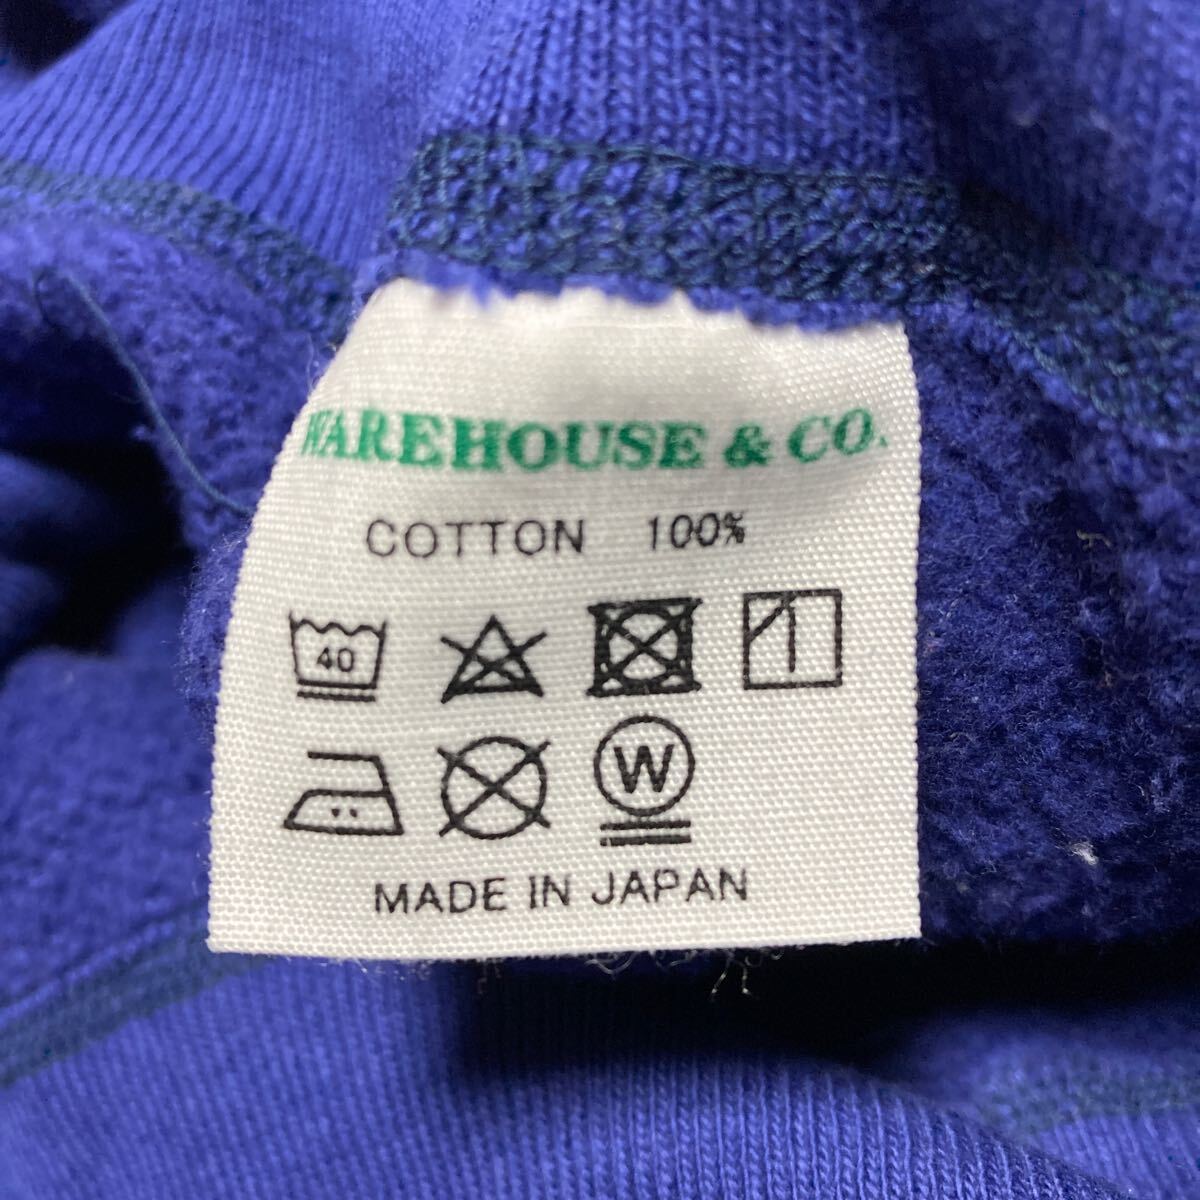 WAREHOUSE & CO.
COTTON 100%
40
W
MADE IN JAPAN